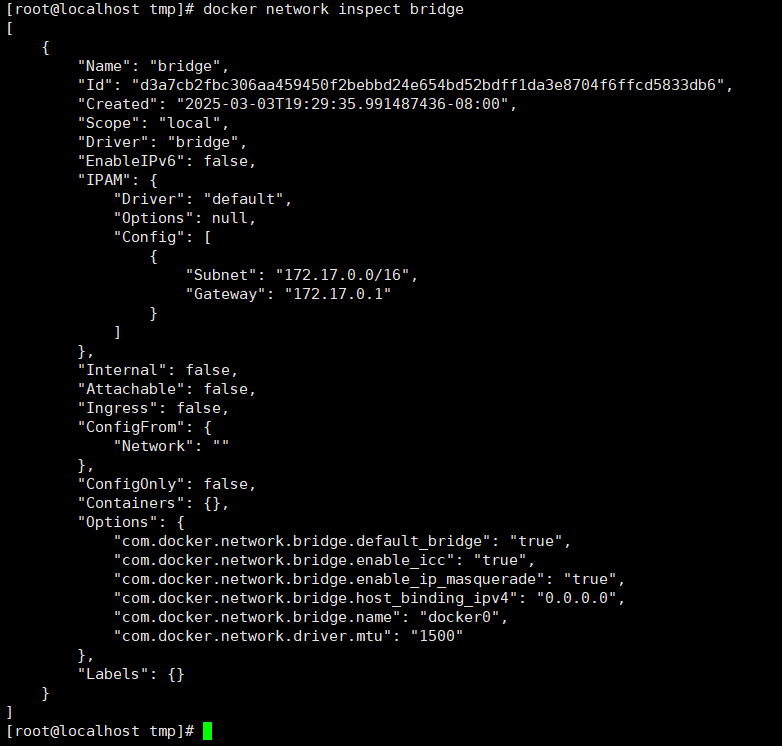 [root@localhost tmp]# docker network inspect bridge
[
    {
        "Name": "bridge",
        "Id": "d3a7cb2fbc306aa459450f2bebbd24e654bd52bdff1da3e8704f6ffcd5833db6",
        "Created": "2025-03-03T19:29:35.991487436-08:00",
        "Scope": "local",
        "Driver": "bridge",
        "EnableIPv6": false,
        "IPAM": {
            "Driver": "default",
            "Options": null,
            "Config": [
                {
                    "Subnet": "172.17.0.0/16",
                    "Gateway": "172.17.0.1"
                }
            ]
        },
        "Internal": false,
        "Attachable": false,
        "Ingress": false,
        "ConfigFrom": {
            "Network": ""
        },
        "ConfigOnly": false,
        "Containers": {},
        "Options": {
            "com.docker.network.bridge.default_bridge": "true",
            "com.docker.network.bridge.enable_icc": "true",
            "com.docker.network.bridge.enable_ip_masquerade": "true",
            "com.docker.network.bridge.host_binding_ipv4": "0.0.0.0",
            "com.docker.network.bridge.name": "docker0",
            "com.docker.network.driver.mtu": "1500"
        },
        "Labels": {}
    }
]
[root@localhost tmp]#